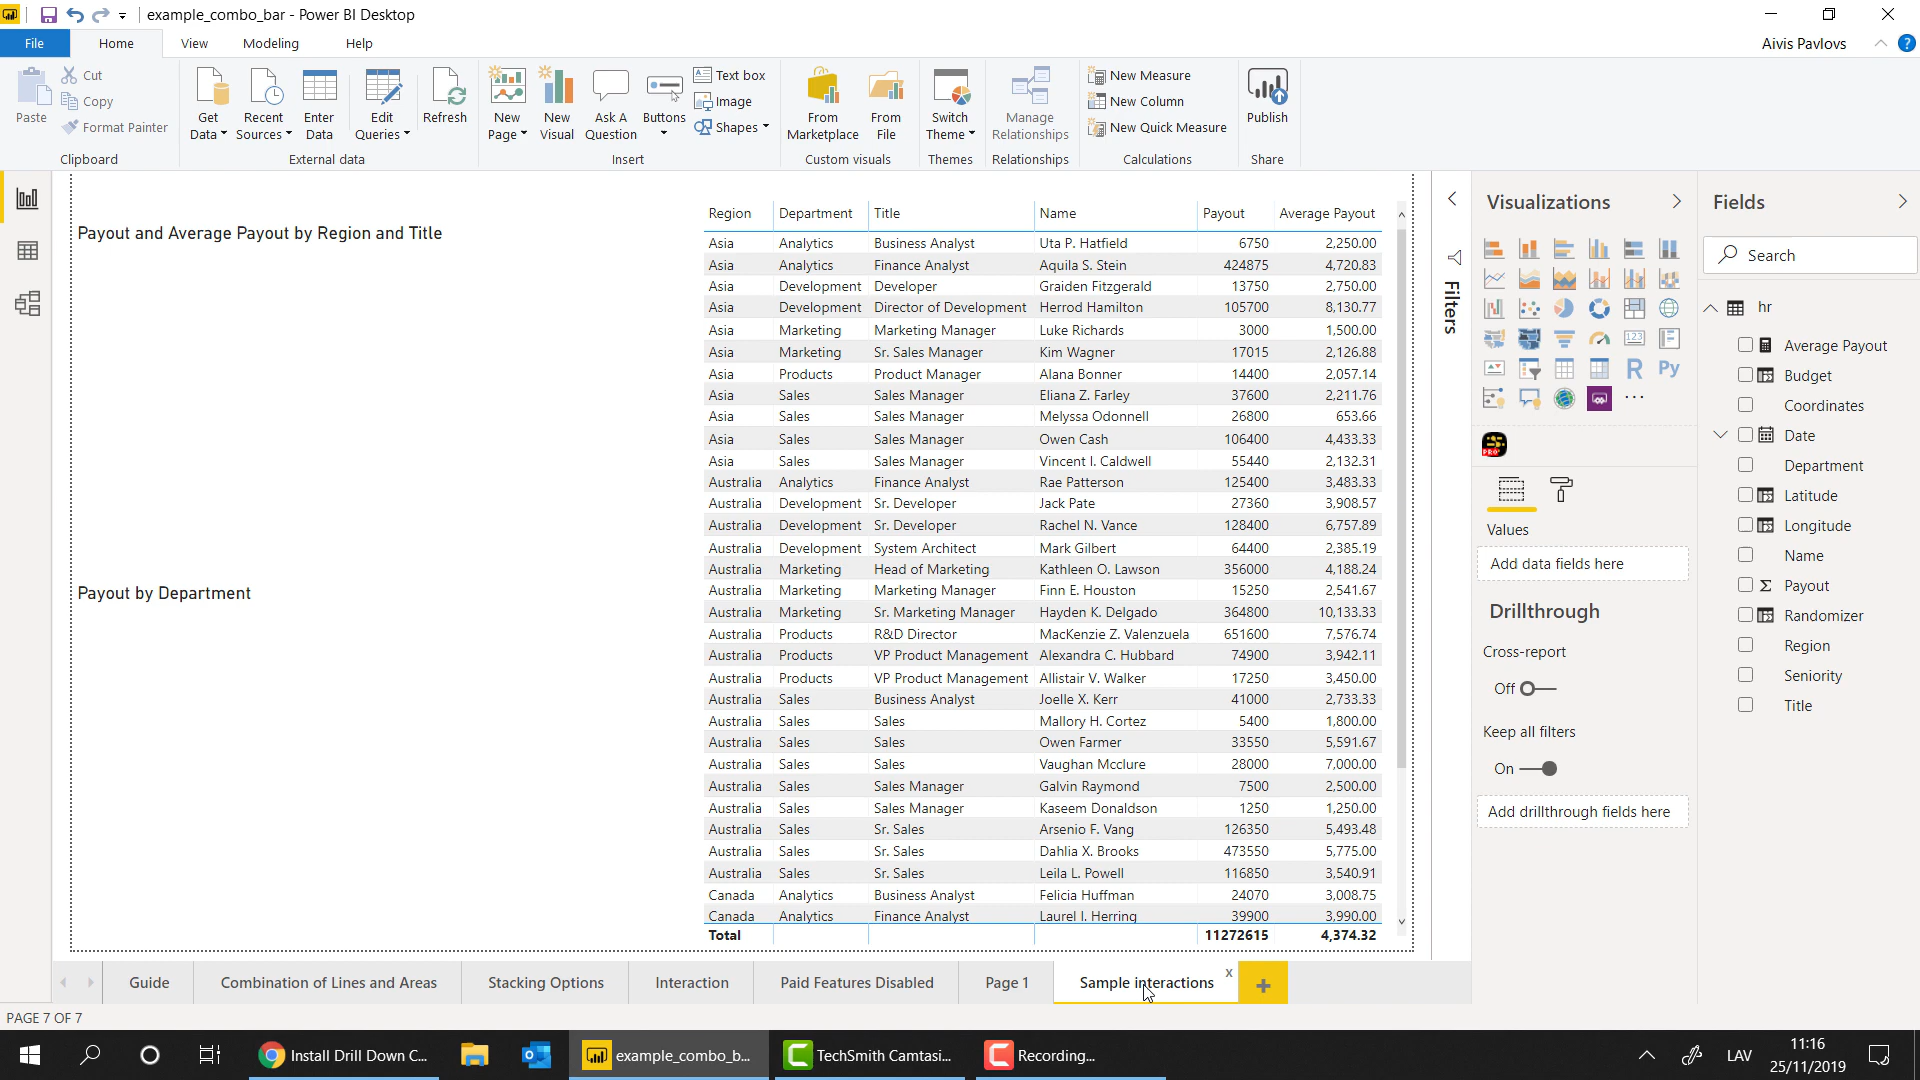 example_combo_bar - Power BI Desktop
File Home View Modeling Help Aivis Pavlovs ?
Paste Cut Copy Format Painter
Clipboard
Get Data Recent Sources Enter Data Edit Queries Refresh
External data
New Page New Visual Ask A Question Buttons Text box Image Shapes
Insert
From Marketplace From File
Custom visuals
Switch Theme
Themes
Manage Relationships
Relationships
New Measure
New Column
New Quick Measure
Calculations
Publish
Share
Payout and Average Payout by Region and Title
Payout by Department
Region Department Title Name Payout Average Payout
Asia Analytics Business Analyst Uta P. Hatfield 6750 2,250.00
Asia Analytics Finance Analyst Aquila S. Stein 424875 4,720.83
Asia Development Developer Graiden Fitzgerald 13750 2,750.00
Asia Development Director of Development Herrod Hamilton 105700 8,130.77
Asia Marketing Marketing Manager Luke Richards 3000 1,500.00
Asia Marketing Sr. Sales Manager Kim Wagner 17015 2,126.88
Asia Products Product Manager Alana Bonner 14400 2,057.14
Asia Sales Sales Manager Eliana Z. Farley 37600 2,211.76
Asia Sales Sales Manager Melyssa Odonnell 26800 653.66
Asia Sales Sales Manager Owen Cash 106400 4,433.33
Asia Sales Sales Manager Vincent I. Caldwell 55440 2,132.31
Australia Analytics Finance Analyst Rae Patterson 125400 3,483.33
Australia Development Sr. Developer Jack Pate 27360 3,908.57
Australia Development Sr. Developer Rachel N. Vance 128400 6,757.89
Australia Development System Architect Mark Gilbert 64400 2,385.19
Australia Marketing Head of Marketing Kathleen O. Lawson 356000 4,188.24
Australia Marketing Marketing Manager Finn E. Houston 15250 2,541.67
Australia Marketing Sr. Marketing Manager Hayden K. Delgado 364800 10,133.33
Australia Products R&D Director MacKenzie Z. Valenzuela 651600 7,576.74
Australia Products VP Product Management Alexandra C. Hubbard 74900 3,942.11
Australia Products VP Product Management Allistair V. Walker 17250 3,450.00
Australia Sales Business Analyst Joelle X. Kerr 41000 2,733.33
Australia Sales Sales Mallory H. Cortez 5400 1,800.00
Australia Sales Sales Owen Farmer 33550 5,591.67
Australia Sales Sales Vaughan Mcclure 28000 7,000.00
Australia Sales Sales Manager Galvin Raymond 7500 2,500.00
Australia Sales Sales Manager Kaseem Donaldson 1250 1,250.00
Australia Sales Sr. Sales Arsenio F. Vang 126350 5,493.48
Australia Sales Sr. Sales Dahlia X. Brooks 473550 5,775.00
Australia Sales Sr. Sales Leila L. Powell 116850 3,540.91
Canada Analytics Business Analyst Felicia Huffman 24070 3,008.75
Canada Analytics Finance Analyst Laurel I. Herring 39900 3,990.00
Total 11272615 4,374.32
Filters
Visualizations
R Py
PRO
Values
Add data fields here
Drillthrough
Cross-report
Off
Keep all filters
On
Add drillthrough fields here
Fields
Search
hr
Average Payout
Budget
Coordinates
Date
Department
Latitude
Longitude
Name
Payout
Randomizer
Region
Seniority
Title
Guide Combination of Lines and Areas Stacking Options Interaction Paid Features Disabled Page 1 Sample interactions x +
PAGE 7 OF 7
Install Drill Down C... example_combo_b... TechSmith Camtasi... Recording... LAV 11:16
25/11/2019